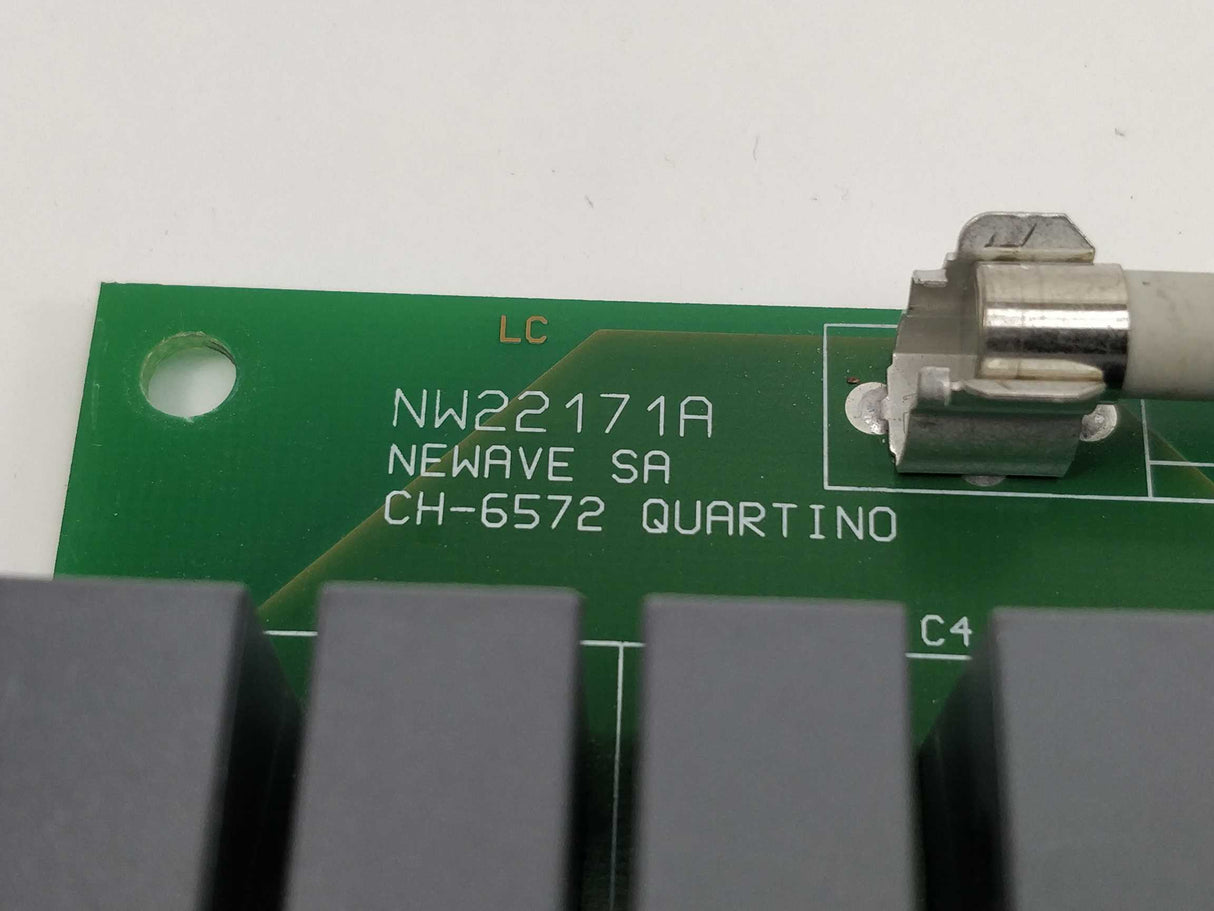 LC
NW22171A
NEWAVE SA
CH-6572 QUARTINO
C4